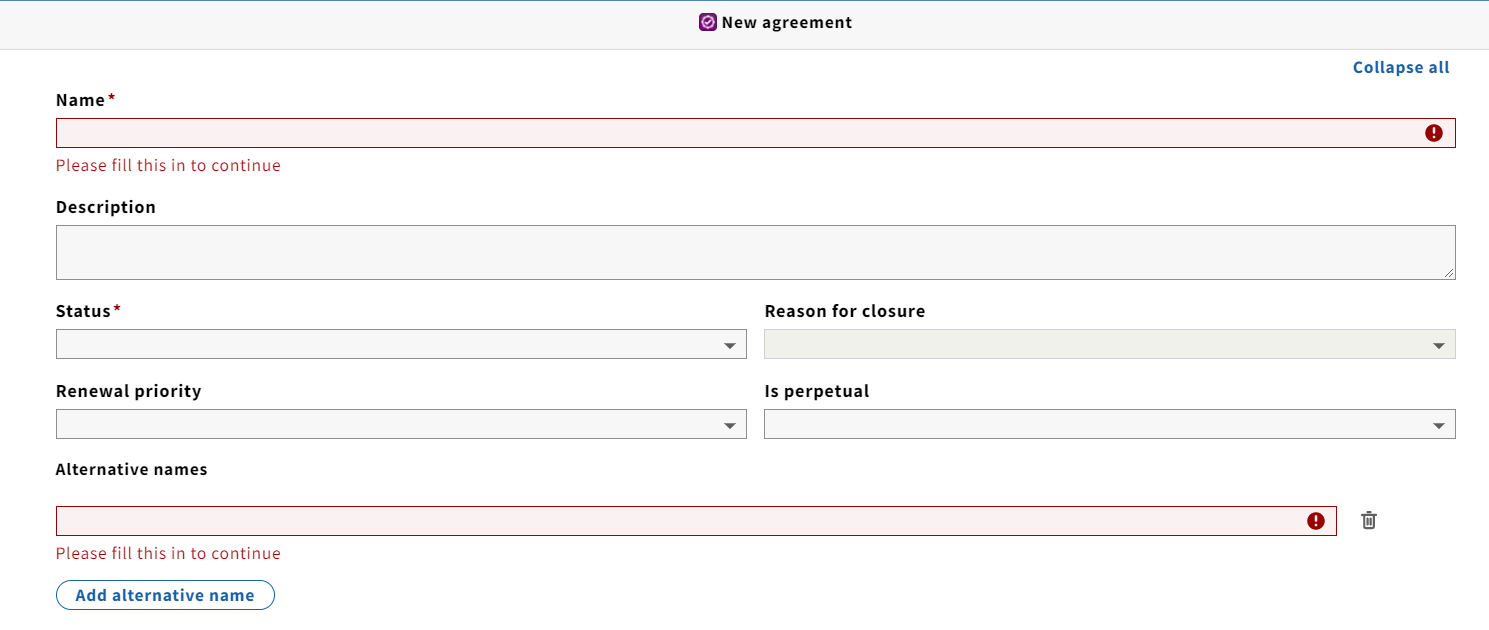 New agreement
Collapse all
Name*
Please fill this in to continue
Description
Status* Reason for closure
Renewal priority Is perpetual
Alternative names
Please fill this in to continue
Add alternative name